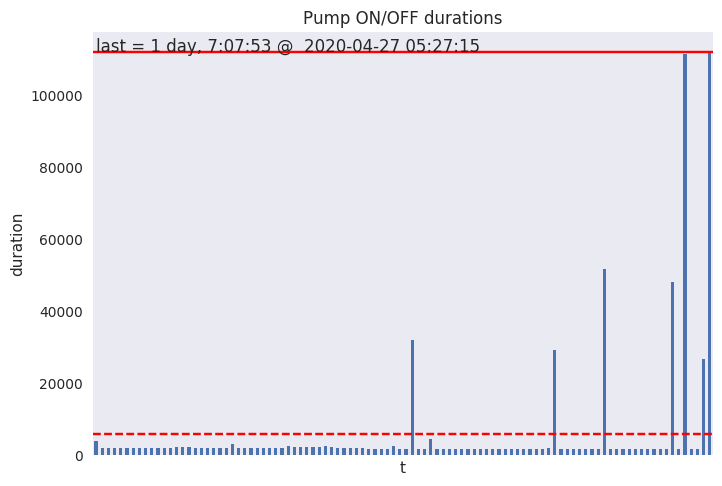 Pump ON/OFF durations
last = 1 day, 7:07:53 @  2020-04-27 05:27:15
100000
80000
60000
40000
20000
0
duration
t